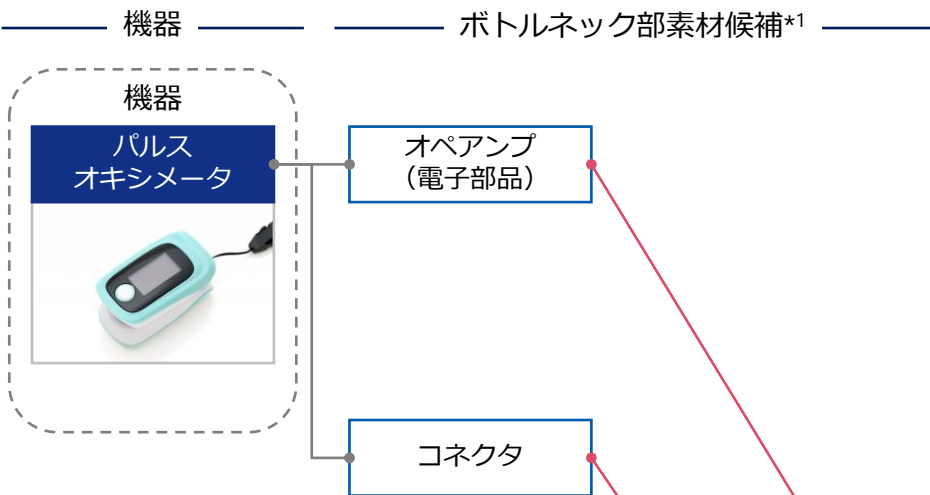 機器
ボトルネック部素材候補*1
機器
パルス
オキシメータ
オペアンプ
（電子部品）
コネクタ